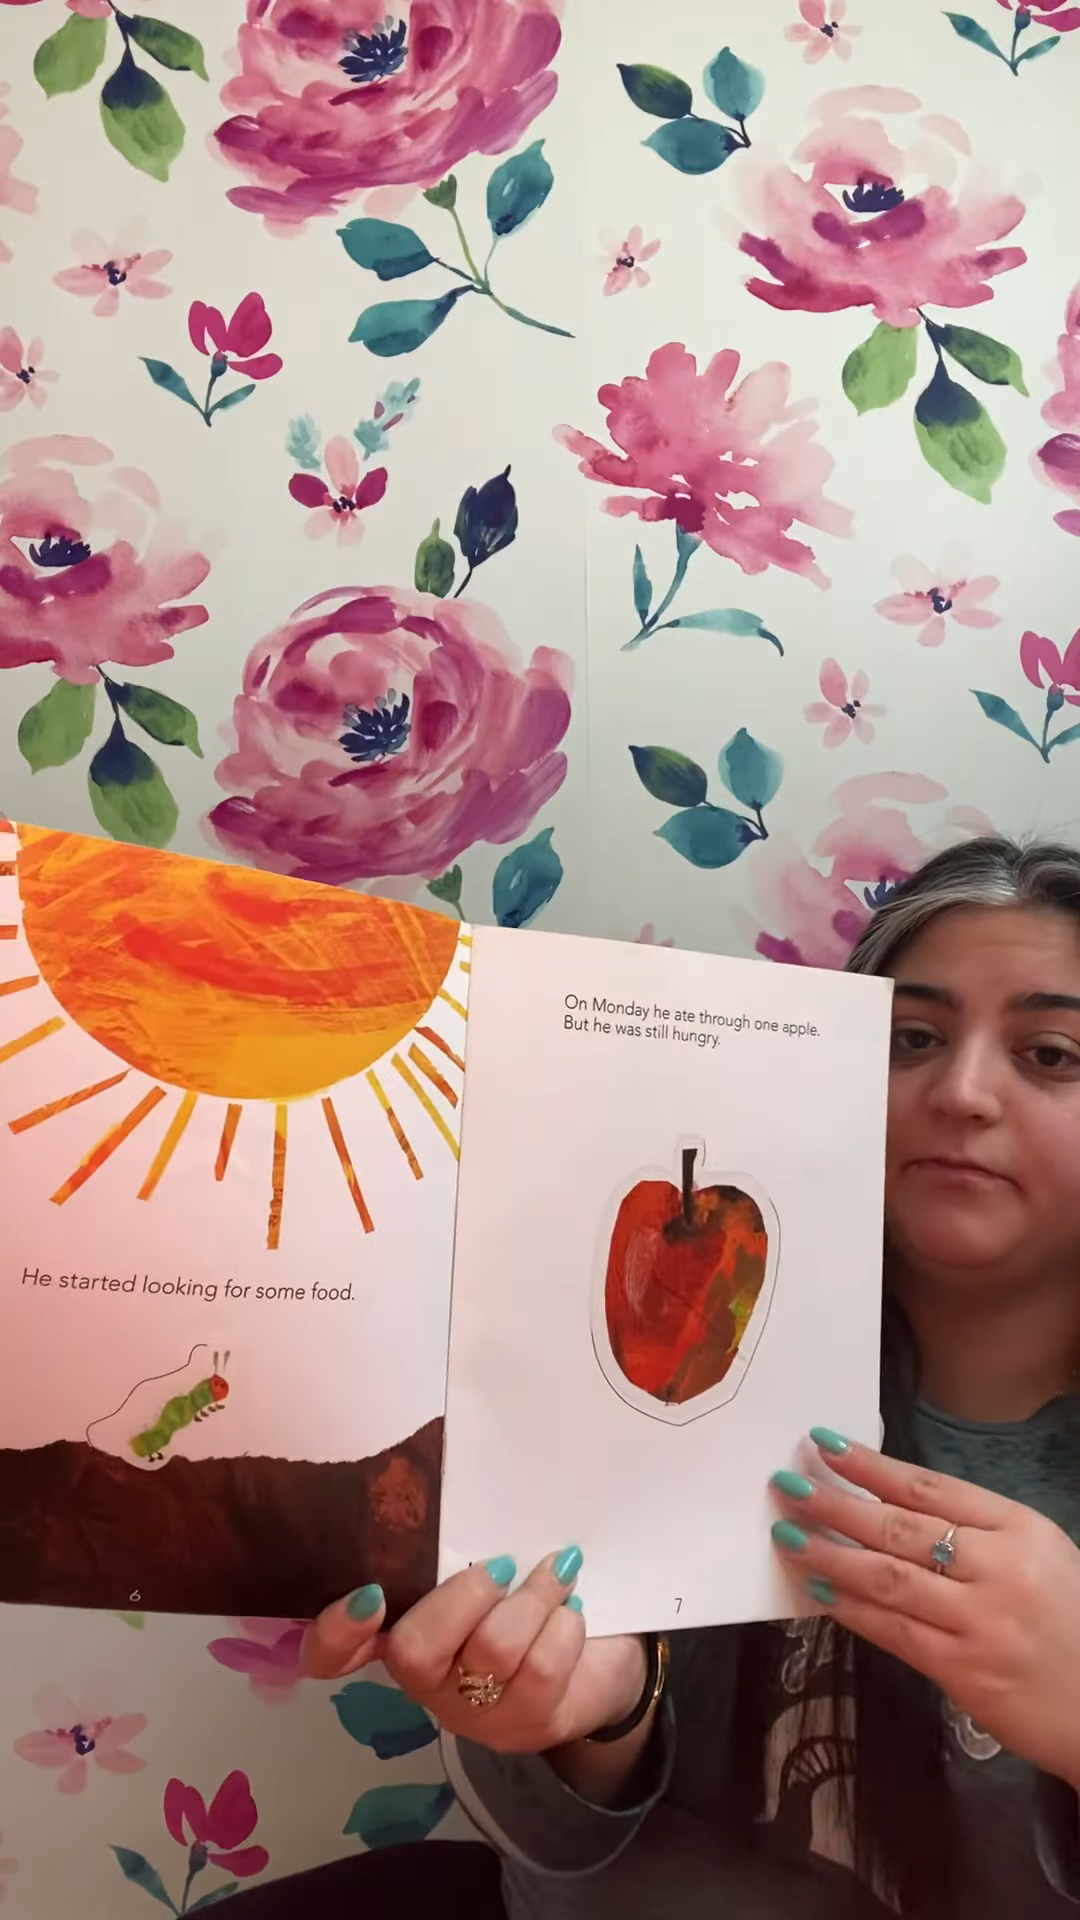 He started looking for some food.
6
On Monday he ate through one apple.
But he was still hungry.
7